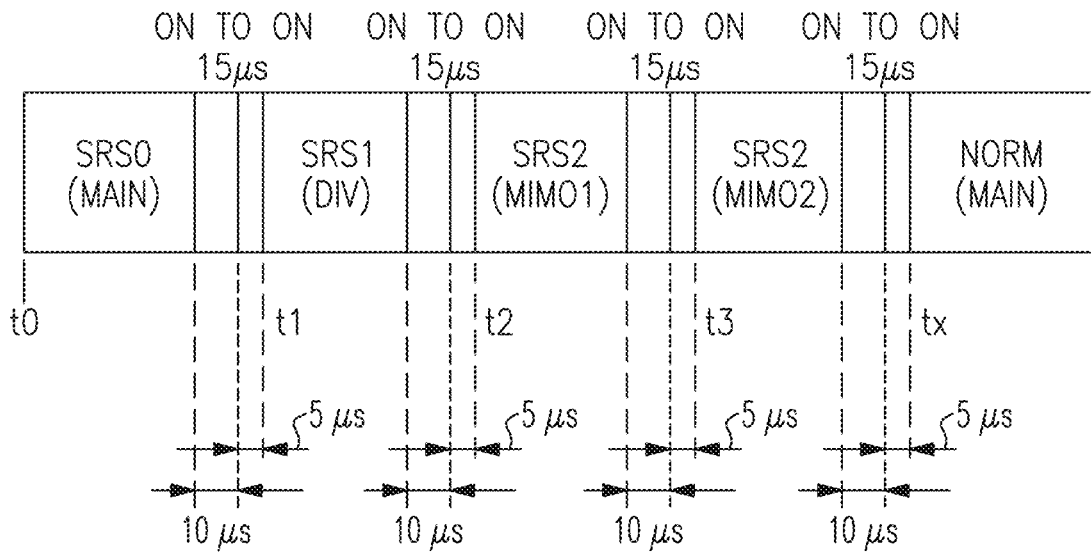 ON TO ON ON TO ON ON TO ON ON TO ON
15μs 15μs 15μs 15μs
SRS0 SRS1 SRS2 SRS2 NORM
(MAIN) (DIV) (MIMO1) (MIMO2) (MAIN)
t0 t1 t2 t3 tx
5 μs 5 μs 5 μs 5 μs
10 μs 10 μs 10 μs 10 μs